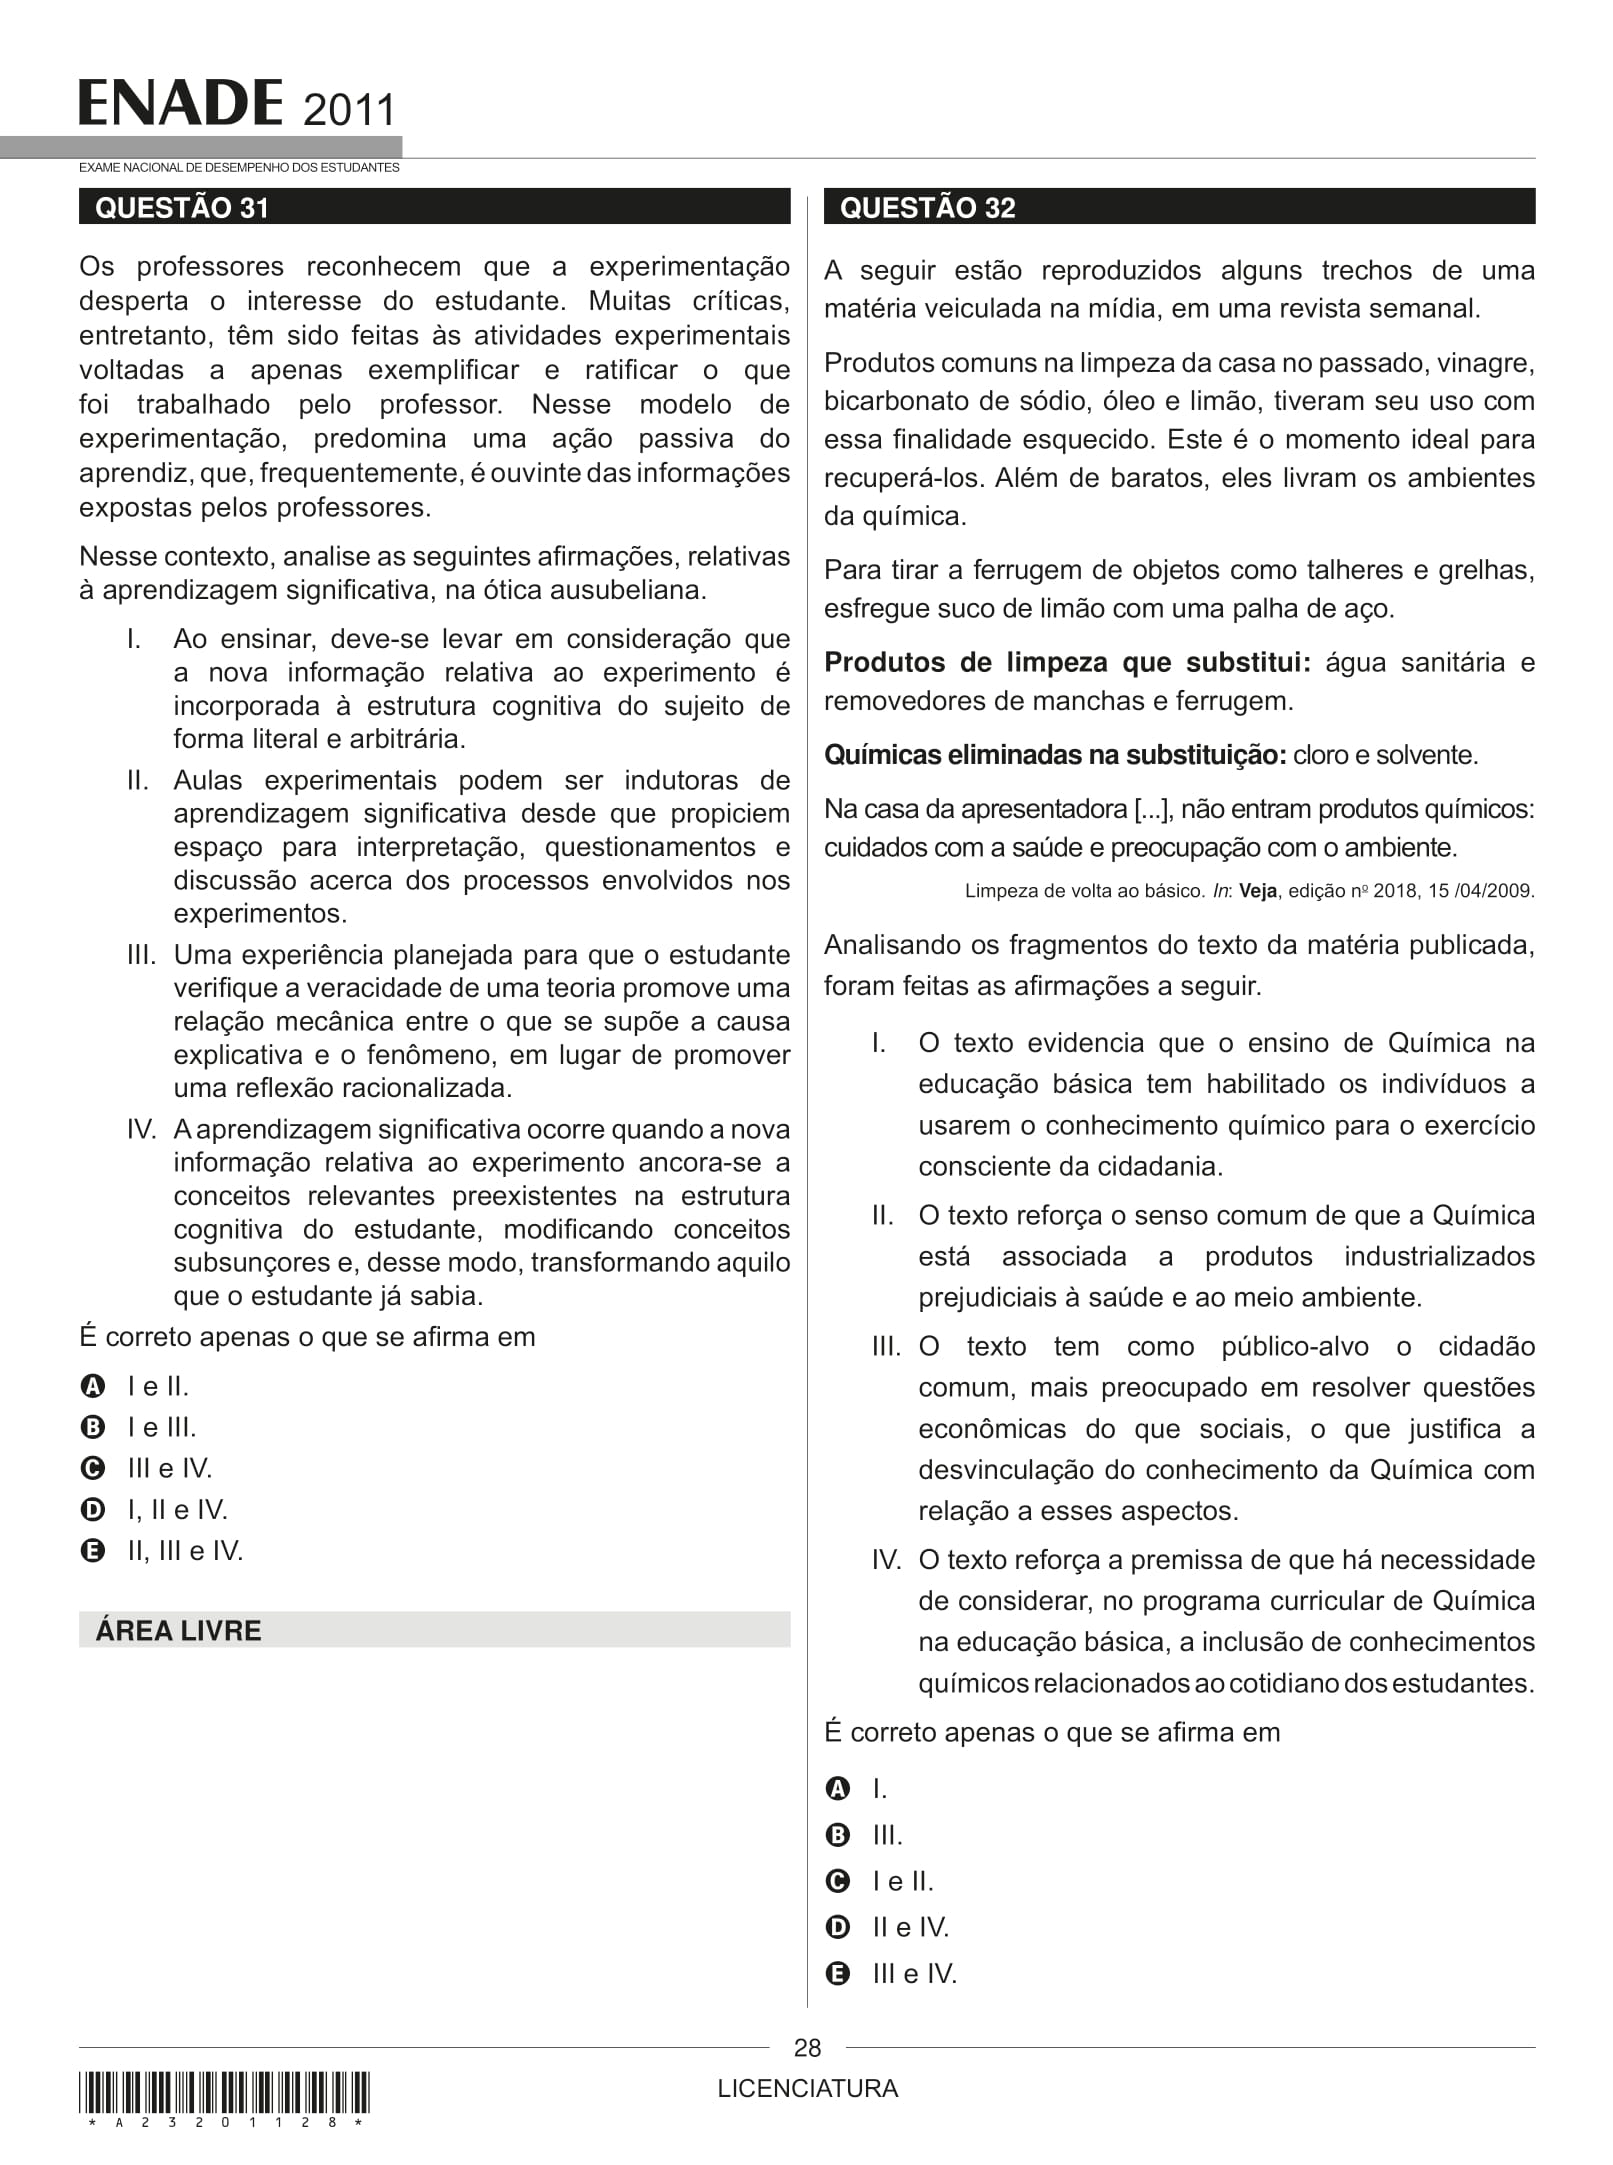 ENADE 2011
EXAME NACIONAL DE DESEMPENHO DOS ESTUDANTES
QUESTÃO 31
Os professores reconhecem que a experimentação
desperta o interesse do estudante. Muitas críticas,
entretanto, têm sido feitas às atividades experimentais
voltadas a apenas exemplificar e ratificar o que
foi trabalhado pelo professor. Nesse modelo de
experimentação, predomina uma ação passiva do
aprendiz, que, frequentemente, é ouvinte das informações
expostas pelos professores.
Nesse contexto, analise as seguintes afirmações, relativas
à aprendizagem significativa, na ótica ausubeliana.
I. Ao ensinar, deve-se levar em consideração que
a nova informação relativa ao experimento é
incorporada à estrutura cognitiva do sujeito de
forma literal e arbitrária.
II. Aulas experimentais podem ser indutoras de
aprendizagem significativa desde que propiciem
espaço para interpretação, questionamentos e
discussão acerca dos processos envolvidos nos
experimentos.
III. Uma experiência planejada para que o estudante
verifique a veracidade de uma teoria promove uma
relação mecânica entre o que se supõe a causa
explicativa e o fenômeno, em lugar de promover
uma reflexão racionalizada.
IV. A aprendizagem significativa ocorre quando a nova
informação relativa ao experimento ancora-se a
conceitos relevantes preexistentes na estrutura
cognitiva do estudante, modificando conceitos
subsunçores e, desse modo, transformando aquilo
que o estudante já sabia.
É correto apenas o que se afirma em
A I e II.
B I e III.
C III e IV.
D I, II e IV.
E II, III e IV.
ÁREA LIVRE
QUESTÃO 32
A seguir estão reproduzidos alguns trechos de uma
matéria veiculada na mídia, em uma revista semanal.
Produtos comuns na limpeza da casa no passado, vinagre,
bicarbonato de sódio, óleo e limão, tiveram seu uso com
essa finalidade esquecido. Este é o momento ideal para
recuperá-los. Além de baratos, eles livram os ambientes
da química.
Para tirar a ferrugem de objetos como talheres e grelhas,
esfregue suco de limão com uma palha de aço.
Produtos de limpeza que substitui: água sanitária e
removedores de manchas e ferrugem.
Químicas eliminadas na substituição: cloro e solvente.
Na casa da apresentadora [...], não entram produtos químicos:
cuidados com a saúde e preocupação com o ambiente.
Limpeza de volta ao básico. In: Veja, edição nº 2018, 15 /04/2009.
Analisando os fragmentos do texto da matéria publicada,
foram feitas as afirmações a seguir.
I. O texto evidencia que o ensino de Química na
educação básica tem habilitado os indivíduos a
usarem o conhecimento químico para o exercício
consciente da cidadania.
II. O texto reforça o senso comum de que a Química
está associada a produtos industrializados
prejudiciais à saúde e ao meio ambiente.
III. O texto tem como público-alvo o cidadão
comum, mais preocupado em resolver questões
econômicas do que sociais, o que justifica a
desvinculação do conhecimento da Química com
relação a esses aspectos.
IV. O texto reforça a premissa de que há necessidade
de considerar, no programa curricular de Química
na educação básica, a inclusão de conhecimentos
químicos relacionados ao cotidiano dos estudantes.
É correto apenas o que se afirma em
A I.
B III.
C I e II.
D II e IV.
E III e IV.
28
LICENCIATURA
* A 2 3 2 0 1 1 2 8 *